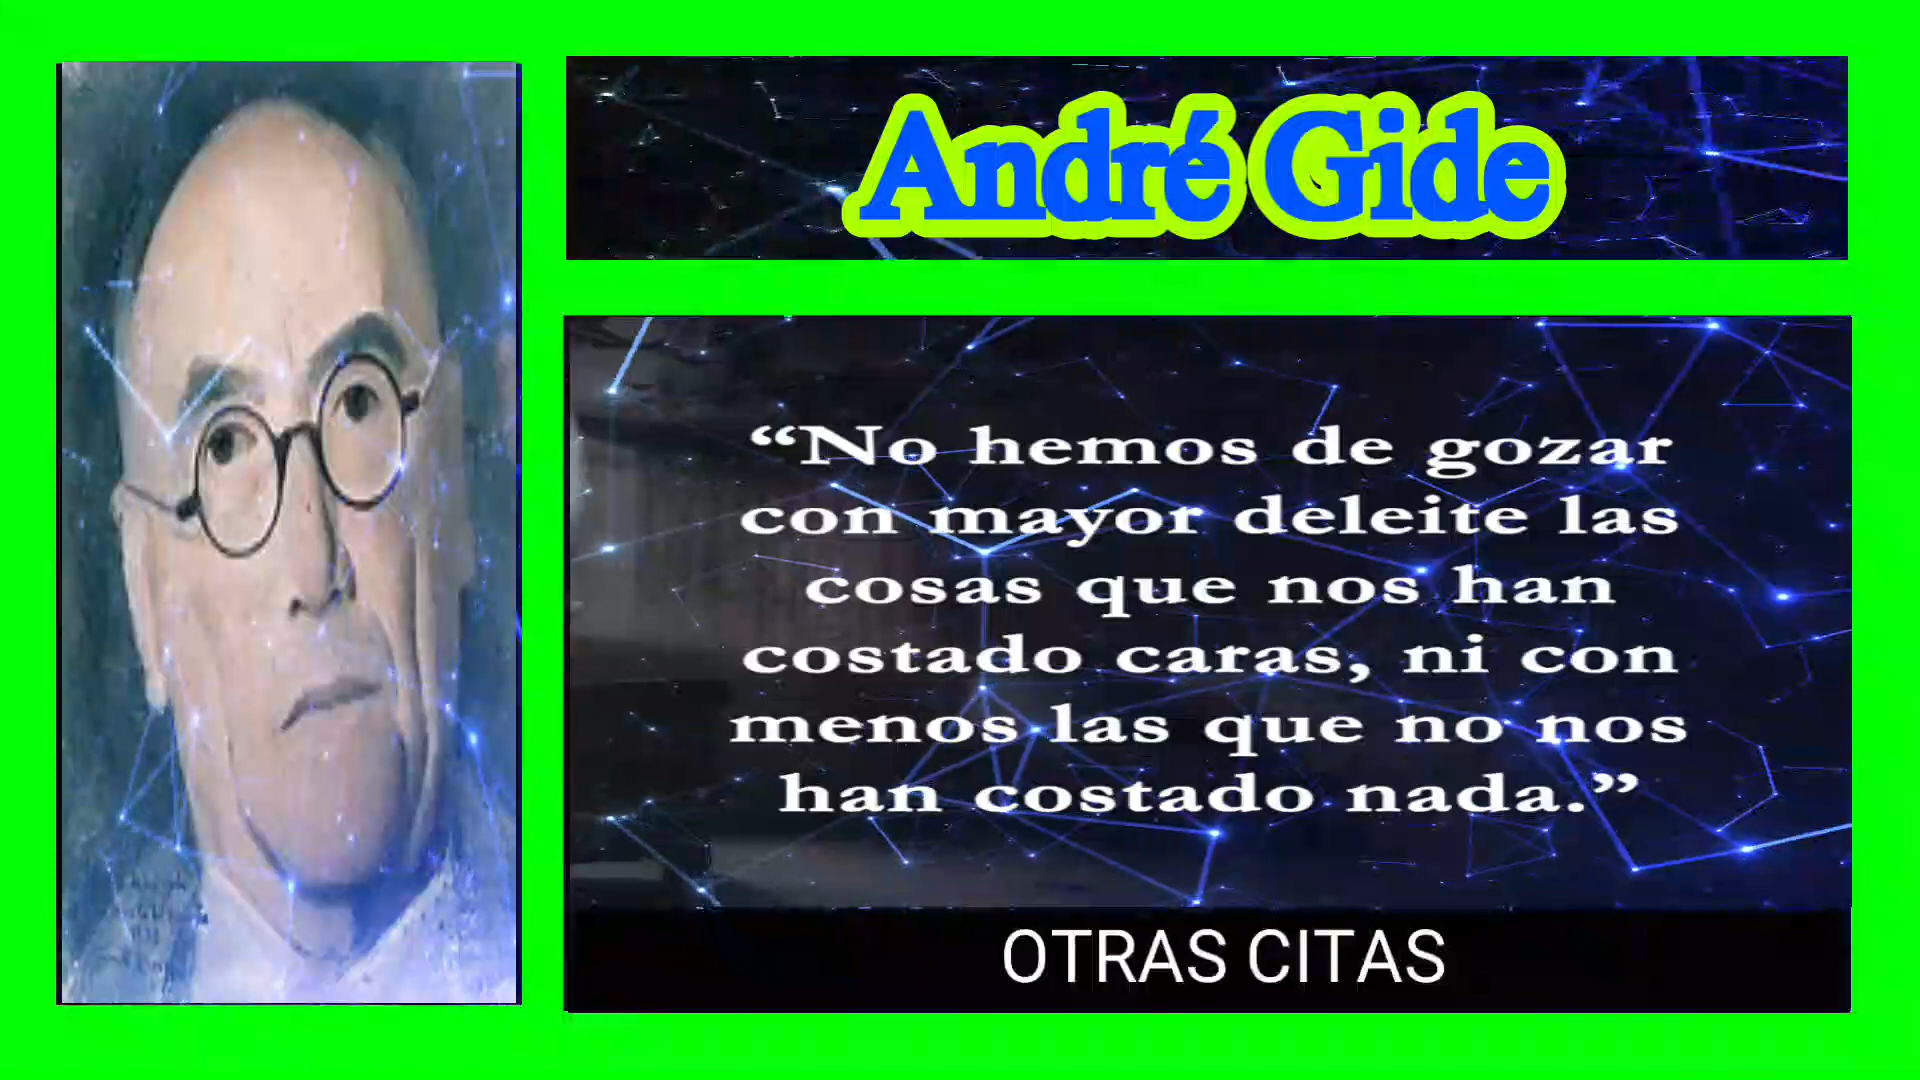 André Gide
“No hemos de gozar
con mayor deleite las
cosas que nos han
costado caras, ni con
menos las que no nos
han costado nada.”
OTRAS CITAS